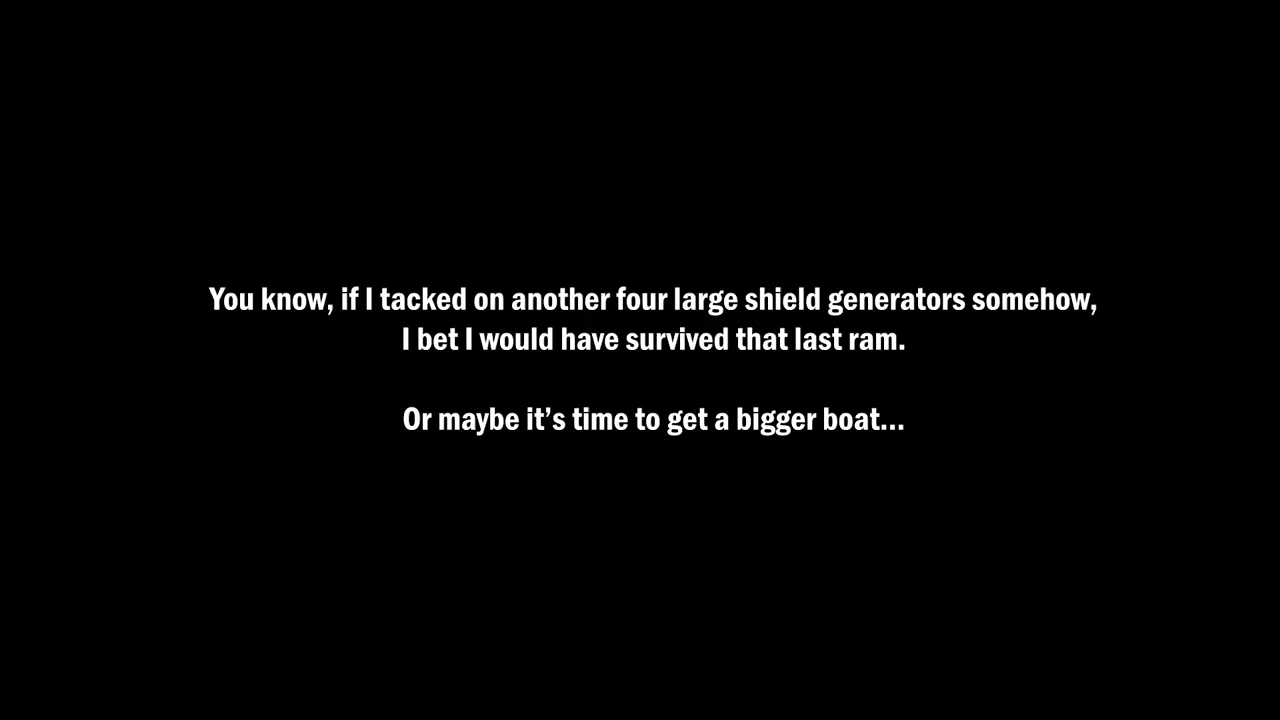 You know, if I tacked on another four large shield generators somehow,
I bet I would have survived that last ram.
Or maybe it’s time to get a bigger boat...